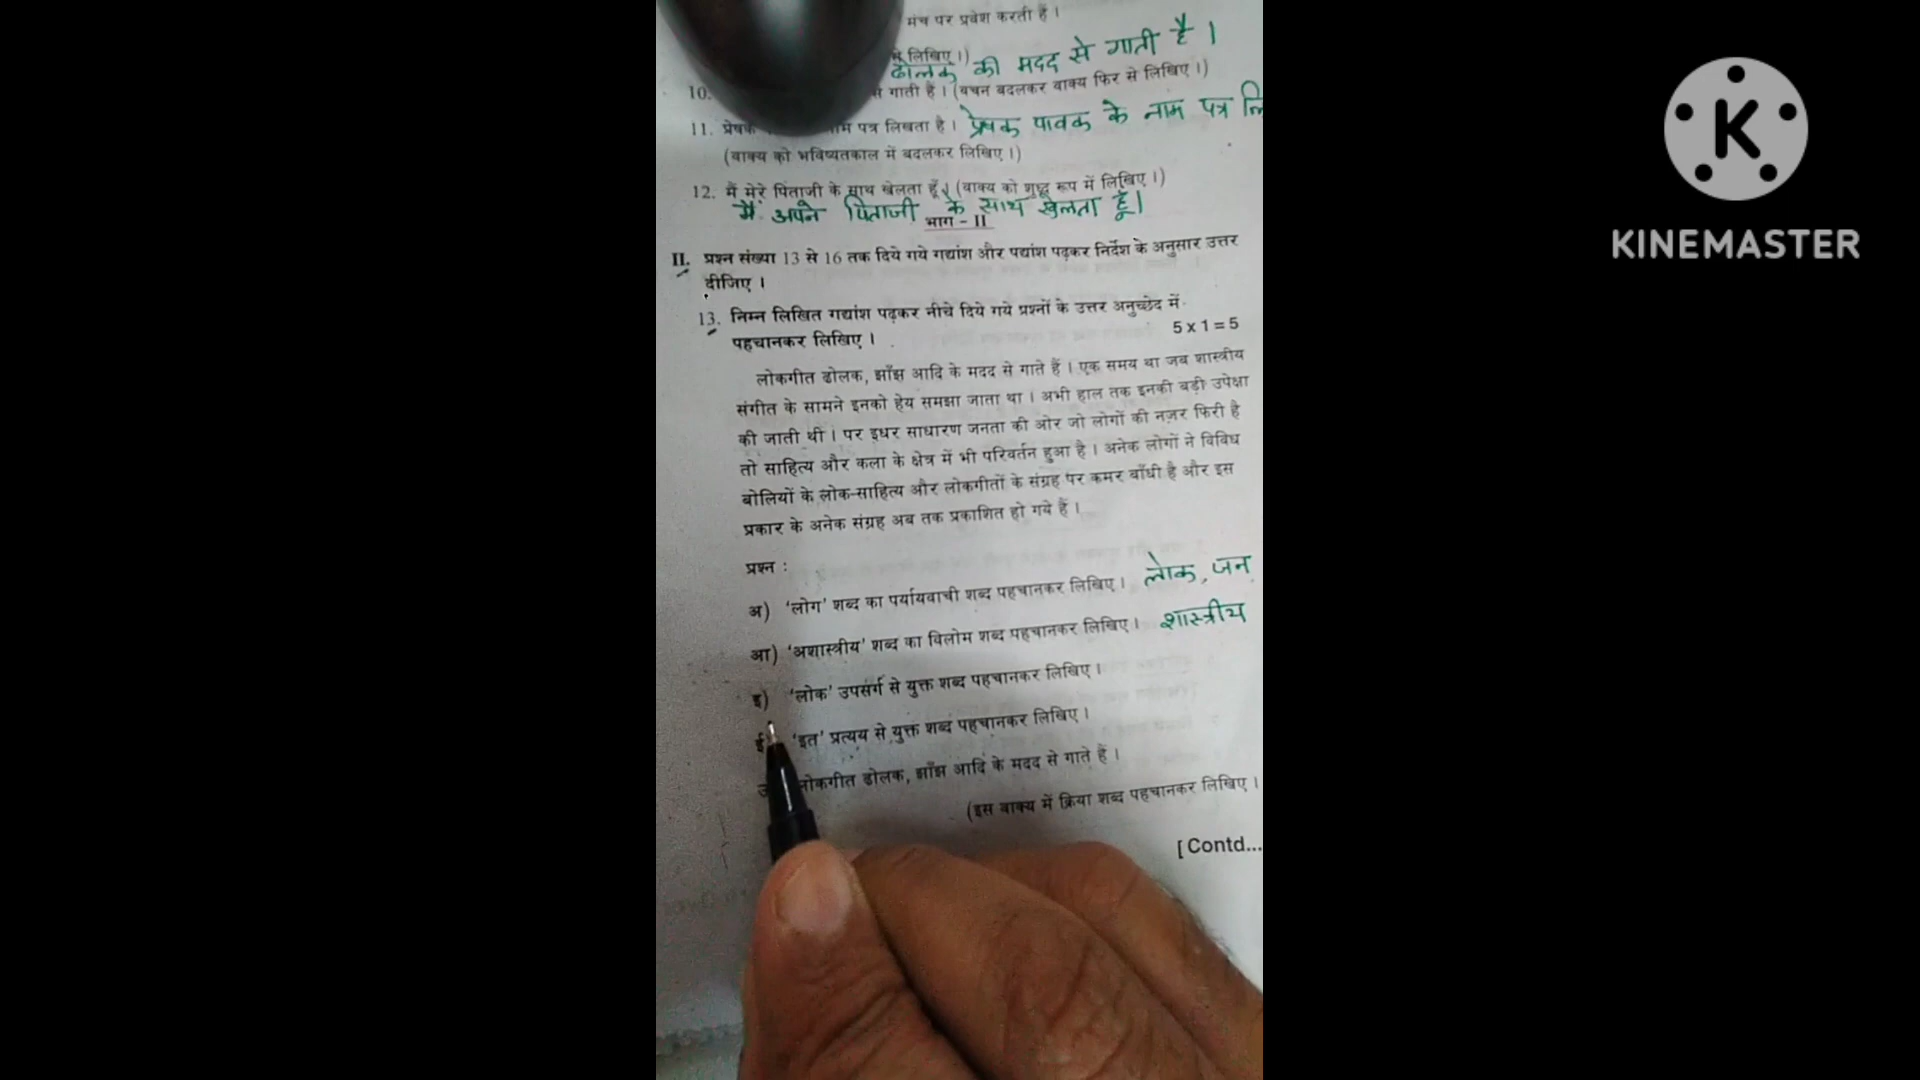 मंच पर प्रवेश करती हैं ।
लिखिए ।)
ढोलक की मदद से गाती है ।
10. गाती हैं । (वचन बदलकर वाक्य फिर से लिखिए ।)
11. प्रेषक पत्र लिखता है । प्रेषक पावक के नाम पत्र
(वाक्य को भविष्यतकाल में बदलकर लिखिए ।)
12. मैं मेरे पिताजी के साथ खेलता हूँ । (वाक्य को शुद्ध रूप में लिखिए ।)
मैं अपने पिताजी के साथ खेलता हूँ ।
भाग - II
II. प्रश्न संख्या 13 से 16 तक दिये गये गद्यांश और पद्यांश पढ़कर निर्देश के अनुसार उत्तर
दीजिए ।
13. निम्न लिखित गद्यांश पढ़कर नीचे दिये गये प्रश्नों के उत्तर अनुच्छेद में
पहचानकर लिखिए । 5 x 1 = 5
लोकगीत ढोलक, झाँझ आदि के मदद से गाते हैं । एक समय था जब शास्त्रीय
संगीत के सामने इनको हेय समझा जाता था । अभी हाल तक इनकी बड़ी उपेक्षा
की जाती थी । पर इधर साधारण जनता की ओर जो लोगों की नज़र फिरी है
तो साहित्य और कला के क्षेत्र में भी परिवर्तन हुआ है । अनेक लोगों ने विविध
बोलियों के लोक-साहित्य और लोकगीतों के संग्रह पर कमर बाँधी है और इस
प्रकार के अनेक संग्रह अब तक प्रकाशित हो गये हैं ।
प्रश्न :
अ) 'लोग' शब्द का पर्यायवाची शब्द पहचानकर लिखिए । लोक, जन
आ) 'अशास्त्रीय' शब्द का विलोम शब्द पहचानकर लिखिए । शास्त्रीय
इ) 'लोक' उपसर्ग से युक्त शब्द पहचानकर लिखिए ।
ई) 'इत' प्रत्यय से युक्त शब्द पहचानकर लिखिए ।
लोकगीत ढोलक, झाँझ आदि के मदद से गाते हैं ।
(इस वाक्य में क्रिया शब्द पहचानकर लिखिए ।
[Contd...
K
KINEMASTER